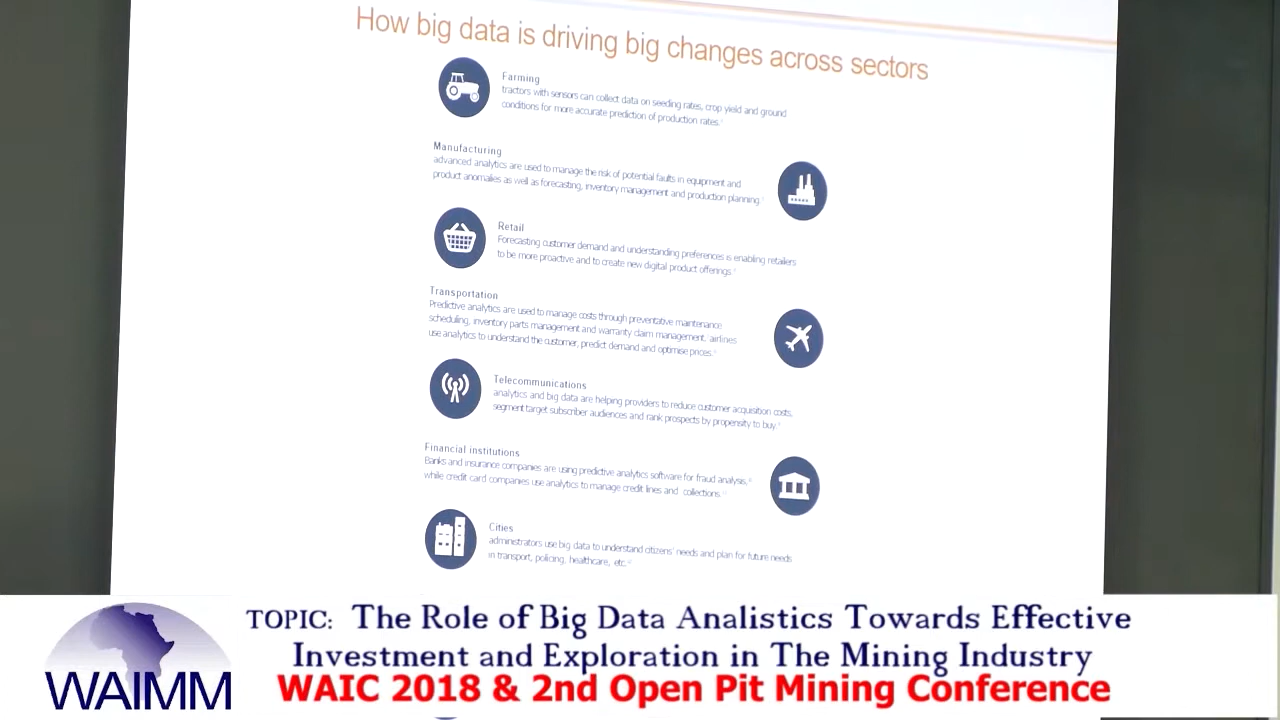 How big data is driving big changes across sectors
Farming
tractors with sensors can collect data on seeding rates, crop yield and ground
conditions for more accurate prediction of production rates.
Manufacturing
advanced analytics are used to manage the risk of potential faults in equipment and
product anomalies as well as forecasting, inventory management and production planning.
Retail
Forecasting customer demand and understanding preferences is enabling retailers
to be more proactive and to create new digital product offerings.
Transportation
Predictive analytics are used to manage costs through preventative maintenance
scheduling, inventory parts management and warranty claim management. airlines
use analytics to understand the customer, predict demand and optimise prices.
Telecommunications
analytics and big data are helping providers to reduce customer acquisition costs,
segment target subscriber audiences and rank prospects by propensity to buy.
Financial institutions
Banks and insurance companies are using predictive analytics software for fraud analysis,
while credit card companies use analytics to manage credit lines and collections.
Cities
administrators use big data to understand citizens' needs and plan for future needs
in transport, policing, healthcare, etc.
TOPIC: The Role of Big Data Analistics Towards Effective
Investment and Exploration in The Mining Industry
WAIMM
WAIC 2018 & 2nd Open Pit Mining Conference